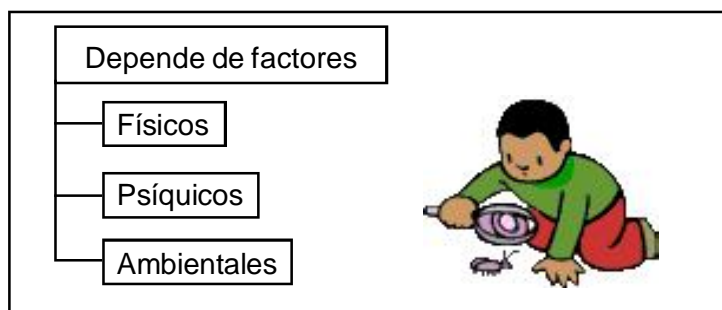 Depende de factores
Físicos
Psíquicos
Ambientales